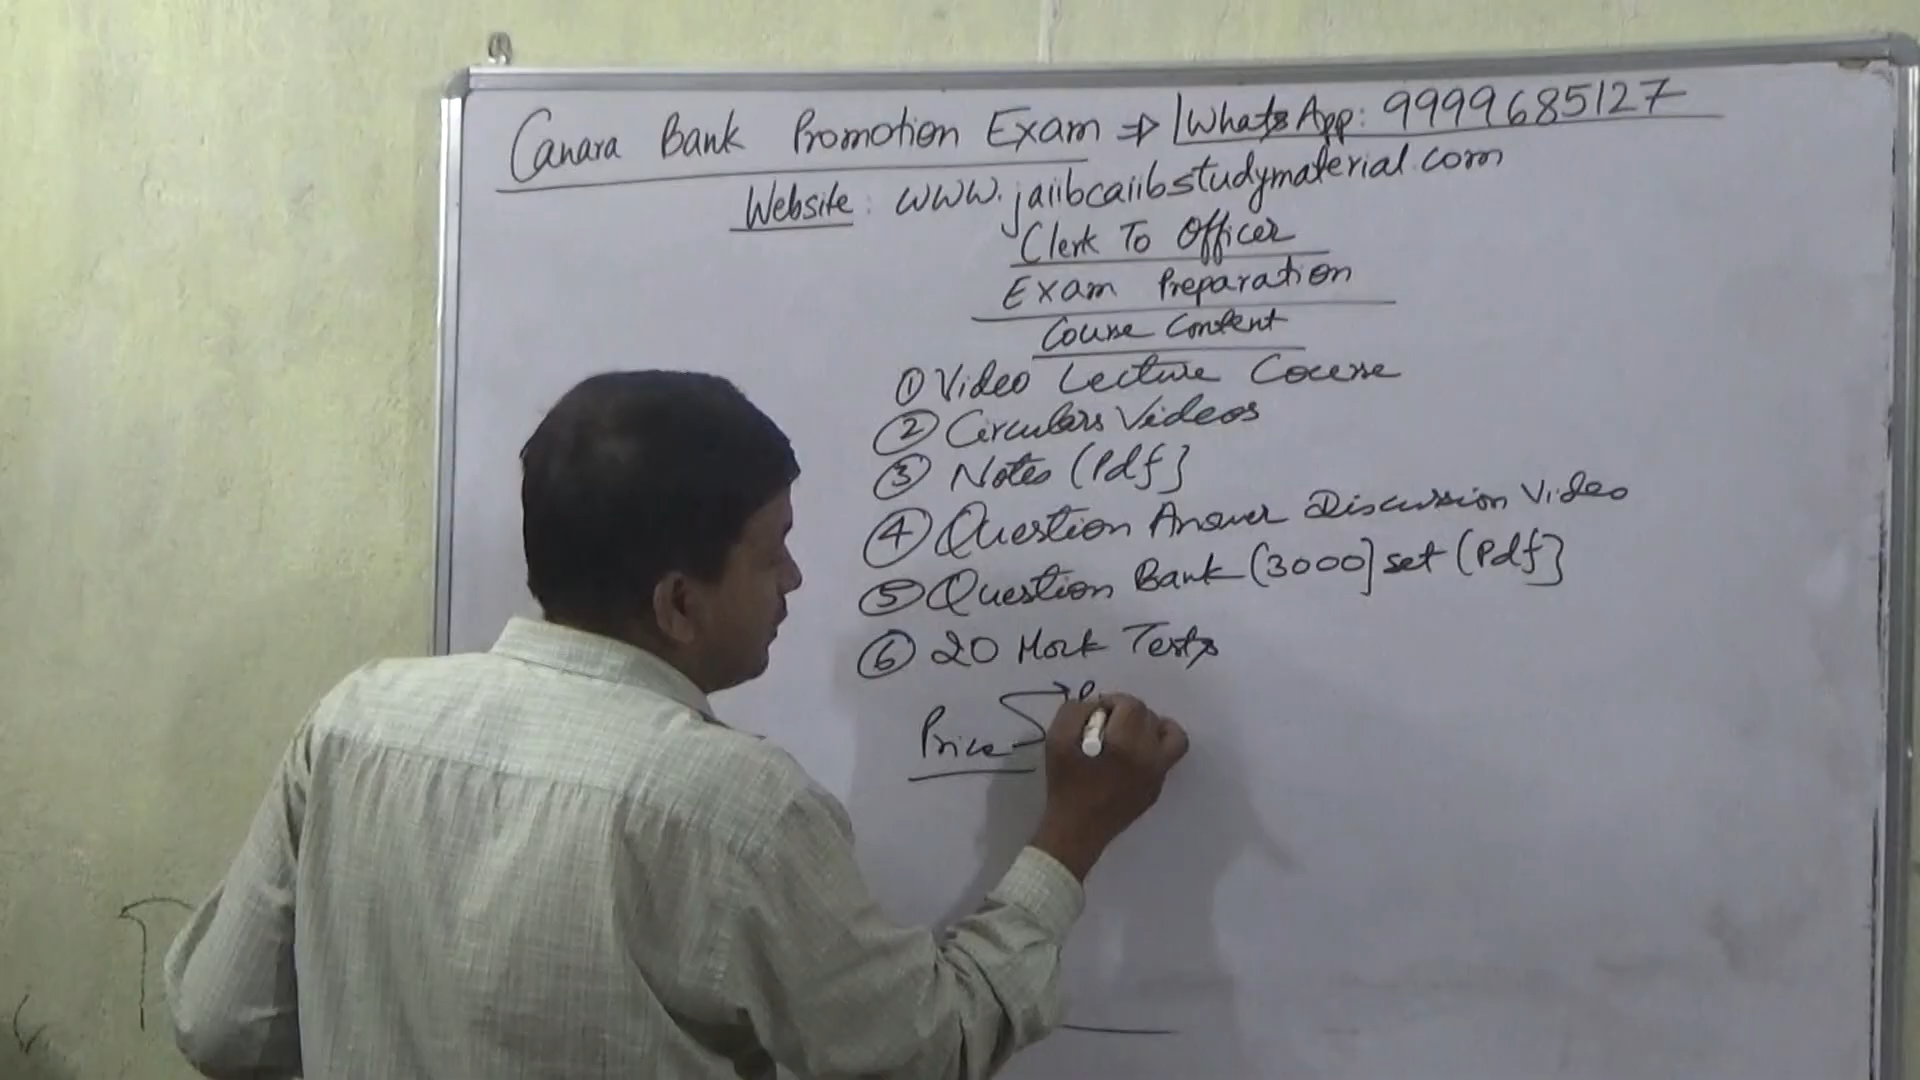 Canara Bank Promotion Exam ⇒ WhatsApp: 9999685127
Website: www.jaiibcaiibstudymaterial.com
Clerk To Officer
Exam Preparation
Course Content
① Video Lecture Course
② Circulars Videos
③ Notes (Pdf)
④ Question Answer Discussion Video
⑤ Question Bank (3000) set (Pdf)
⑥ 20 Mock Tests
Price